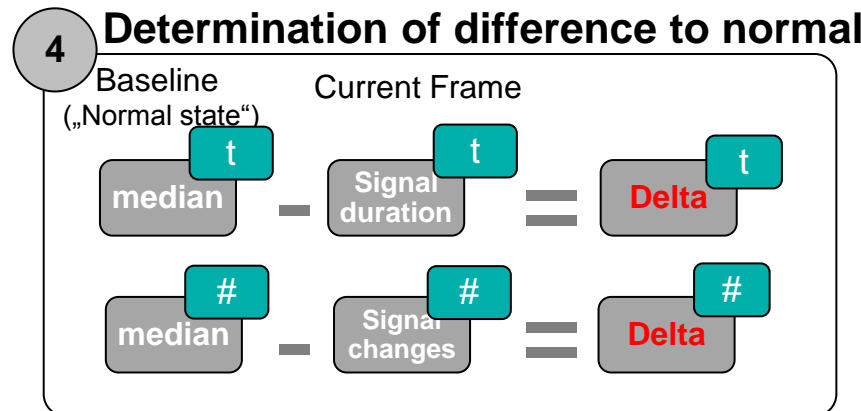 4
Determination of difference to normal
Baseline
(„Normal state“)
Current Frame
t
t
t
median
-
Signal
duration
=
Delta
#
#
#
median
-
Signal
changes
=
Delta